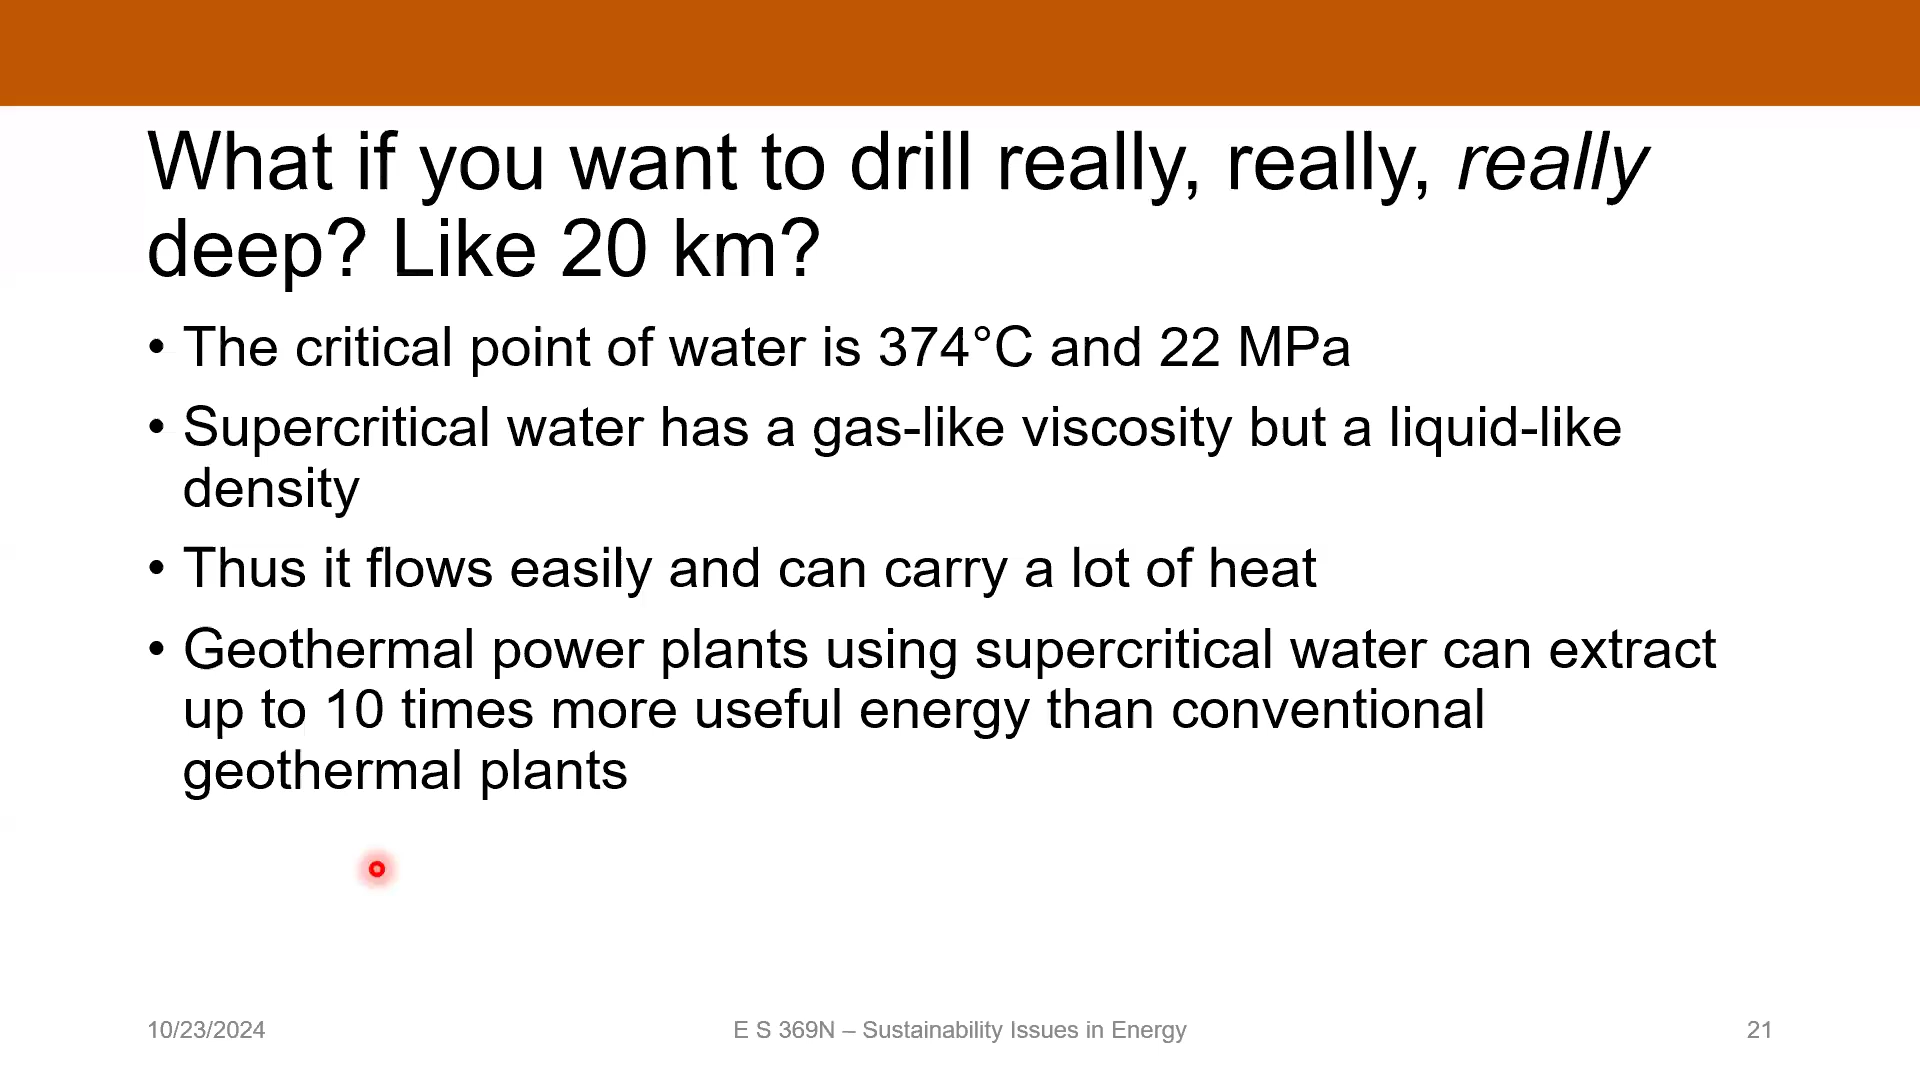 What if you want to drill really, really, really
deep? Like 20 km?
• The critical point of water is 374°C and 22 MPa
• Supercritical water has a gas-like viscosity but a liquid-like
density
• Thus it flows easily and can carry a lot of heat
• Geothermal power plants using supercritical water can extract
up to 10 times more useful energy than conventional
geothermal plants
10/23/2024
E S 369N – Sustainability Issues in Energy
21